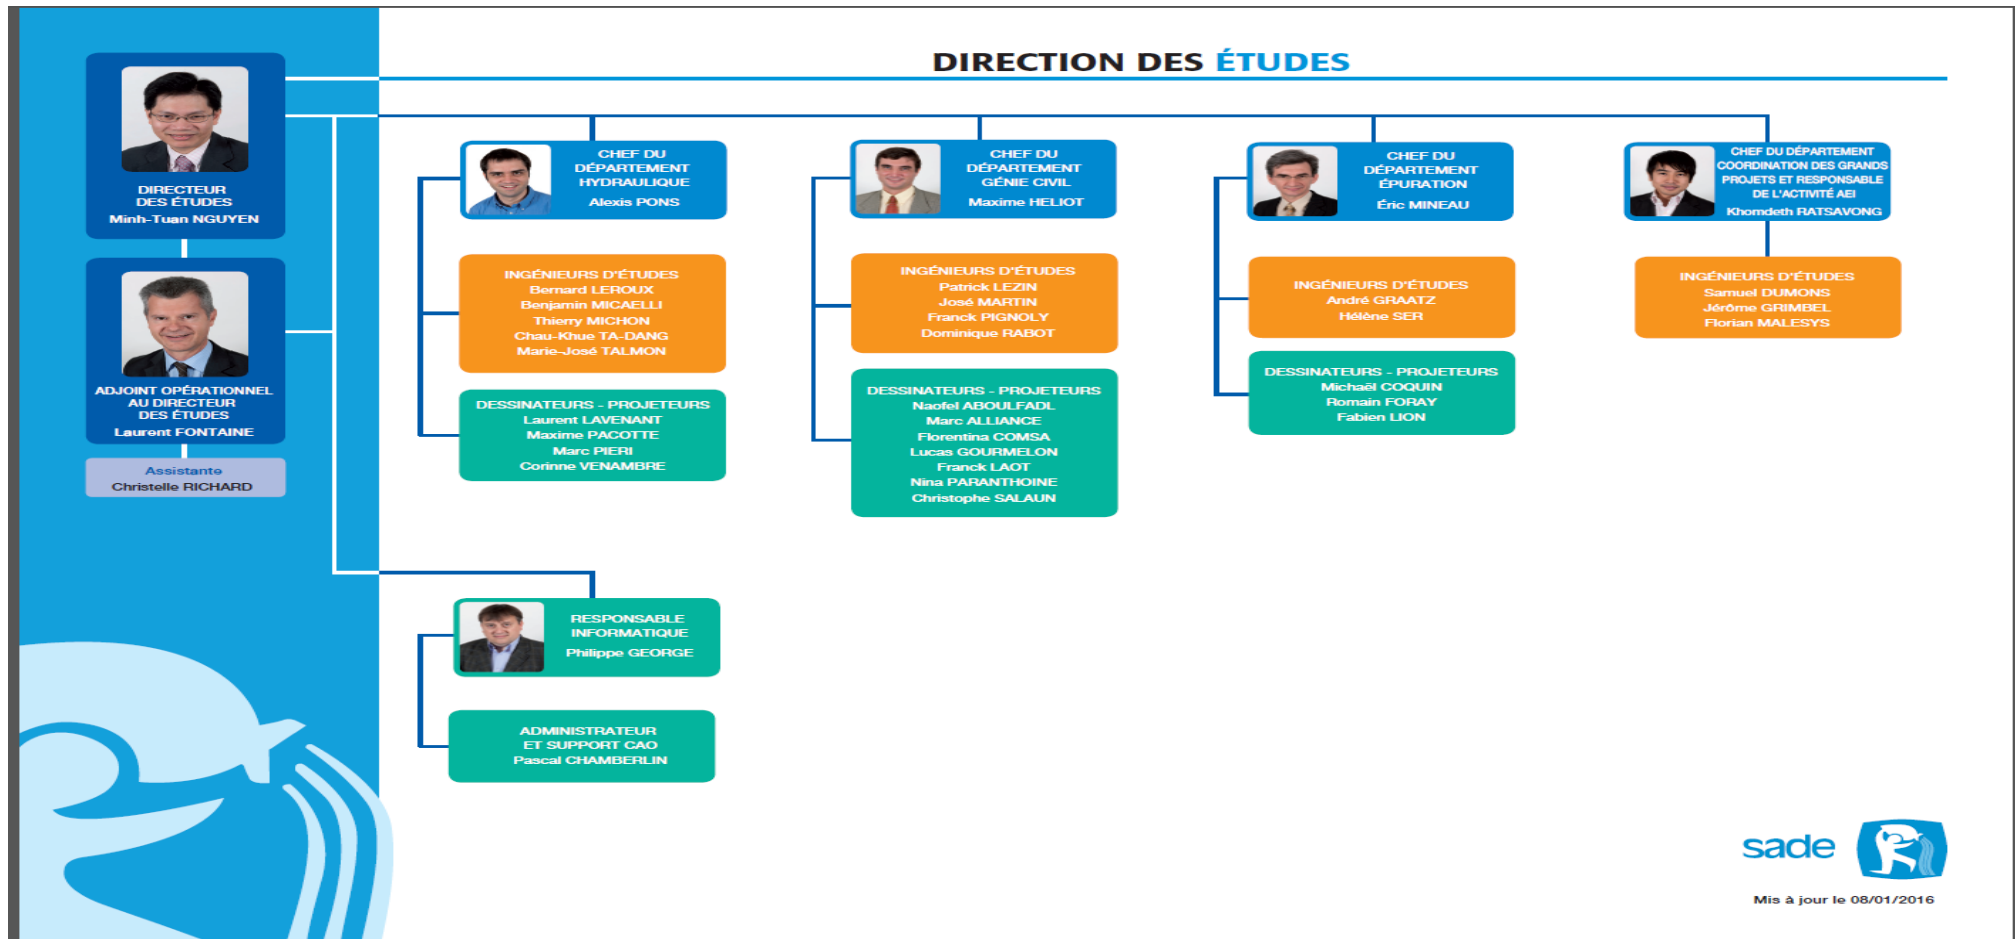 DIRECTION DES ÉTUDES
DIRECTEUR
DES ÉTUDES
Minh-Tuan NGUYEN
ADJOINT OPÉRATIONNEL
AU DIRECTEUR
DES ÉTUDES
Laurent FONTAINE
Assistante
Christelle RICHARD
CHEF DU
DÉPARTEMENT
HYDRAULIQUE
Alexis PONS
INGÉNIEURS D'ÉTUDES
Bernard LEROUX
Benjamin MICAELLI
Thierry MICHON
Chau-Khue TA-DANG
Marie-José TALMON
DESSINATEURS - PROJETEURS
Laurent LAVENANT
Maxime PACOTTE
Marc PIERI
Corinne VENAMBRE
CHEF DU
DÉPARTEMENT
GÉNIE CIVIL
Maxime HELIOT
INGÉNIEURS D'ÉTUDES
Patrick LEZIN
José MARTIN
Franck PIGNOLY
Dominique RABOT
DESSINATEURS - PROJETEURS
Naofel ABOULFADL
Marc ALLIANCE
Florentina COMSA
Lucas GOURMELON
Franck LAOT
Nina PARANTHOINE
Christophe SALAUN
CHEF DU
DÉPARTEMENT
ÉPURATION
Éric MINEAU
INGÉNIEURS D'ÉTUDES
André GRAATZ
Hélène SER
DESSINATEURS - PROJETEURS
Michaël COQUIN
Romain FORAY
Fabien LION
CHEF DU DÉPARTEMENT
COORDINATION DES GRANDS
PROJETS ET RESPONSABLE
DE L'ACTIVITÉ AEI
Khomdeth RATSAVONG
INGÉNIEURS D'ÉTUDES
Samuel DUMONS
Jérôme GRIMBEL
Florian MALESYS
RESPONSABLE
INFORMATIQUE
Philippe GEORGE
ADMINISTRATEUR
ET SUPPORT CAO
Pascal CHAMBERLIN
sade
Mis à jour le 08/01/2016